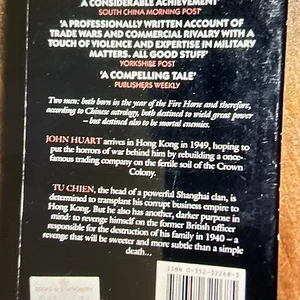 A CONSIDERABLE ACHIEVEMENT'
SOUTH CHINA MORNING POST
'A PROFESSIONALLY WRITTEN ACCOUNT OF
TRADE WARS AND COMMERCIAL RIVALRY WITH A
TOUCH OF VIOLENCE AND EXPERTISE IN MILITARY
MATTERS. ALL GOOD STUFF'
YORKSHIRE POST
'A COMPELLING TALE'
PUBLISHERS WEEKLY
Two men: both born in the year of the Fire Horse and therefore,
according to Chinese astrology, both destined to wield great power –
but destined also to be mortal enemies.
JOHN HUART arrives in Hong Kong in 1949, hoping to
put the horrors of war behind him by rebuilding a once-
famous trading company on the fertile soil of the Crown
Colony.
TU CHIEN, the head of a powerful Shanghai clan, is
determined to transplant his corrupt business empire to
Hong Kong. But he also has another, darker purpose in
mind: to revenge himself on the former British officer
responsible for the destruction of his family in 1940 – a
revenge that will be sweeter and more subtle than a simple
death...
ISBN